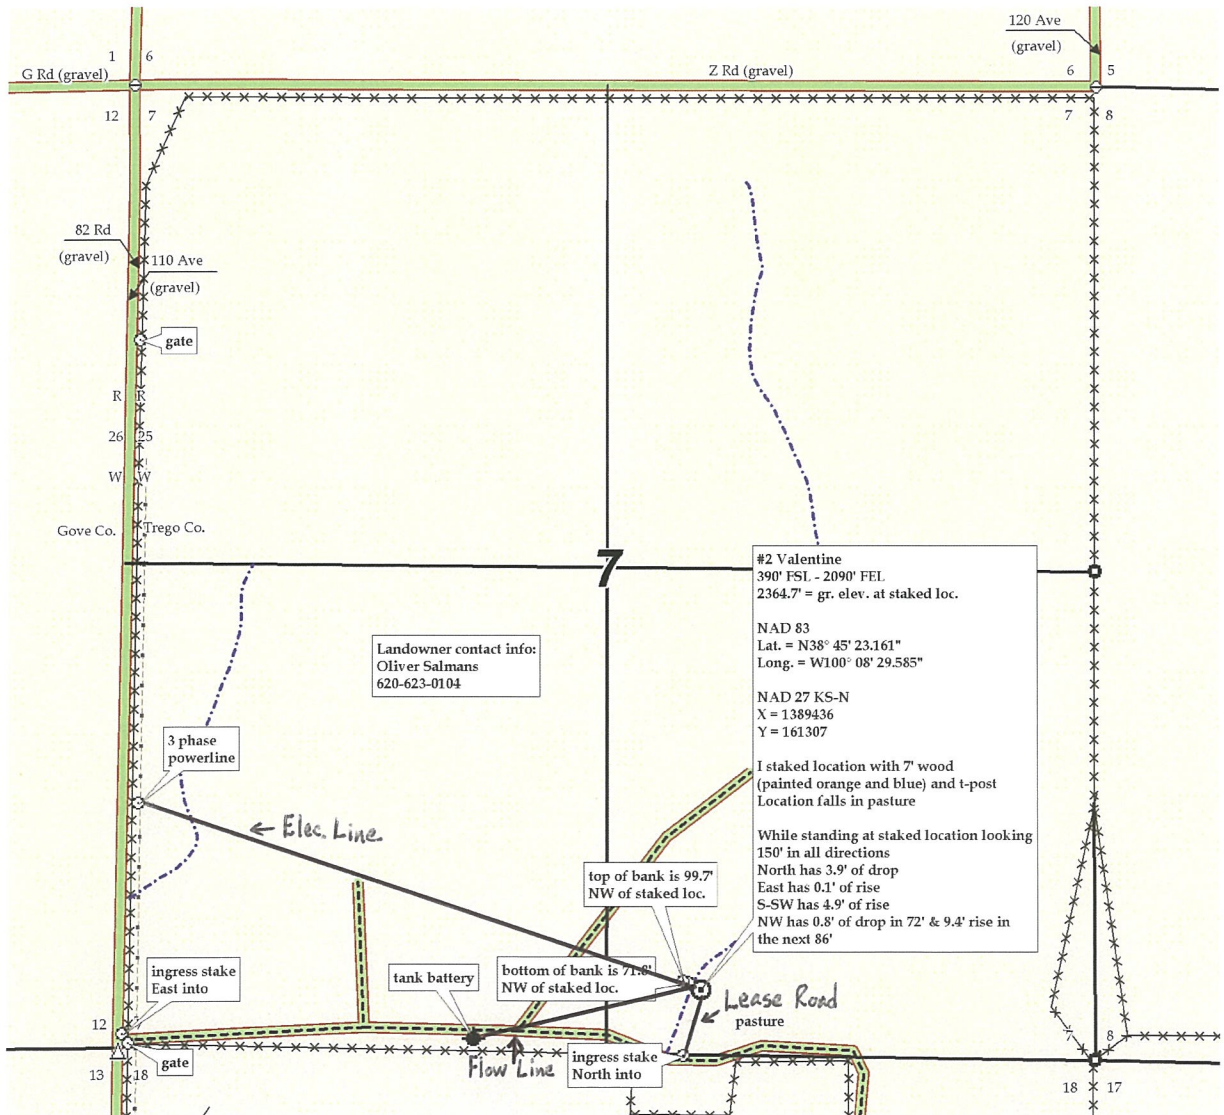 120 Ave
(gravel)
1
6
G Rd (gravel)
Z Rd (gravel)
6
5
12
7
7
8
82 Rd
(gravel)
110 Ave
(gravel)
gate
R
R
26
25
W
W
Gove Co.
Trego Co.
7
#2 Valentine
390' FSL - 2090' FEL
2364.7' = gr. elev. at staked loc.
NAD 83
Lat. = N38° 45' 23.161"
Long. = W100° 08' 29.585"
NAD 27 KS-N
X = 1389436
Y = 161307
I staked location with 7' wood
(painted orange and blue) and t-post
Location falls in pasture
While standing at staked location looking
150' in all directions
North has 3.9' of drop
East has 0.1' of rise
S-SW has 4.9' of rise
NW has 0.8' of drop in 72' & 9.4' rise in
the next 86'
Landowner contact info:
Oliver Salmans
620-623-0104
3 phase
powerline
← Elec. Line
top of bank is 99.7'
NW of staked loc.
bottom of bank is 71.8'
NW of staked loc.
tank battery
ingress stake
East into
Lease Road
pasture
12
8
gate
Flow Line
ingress stake
North into
13
18
18
17